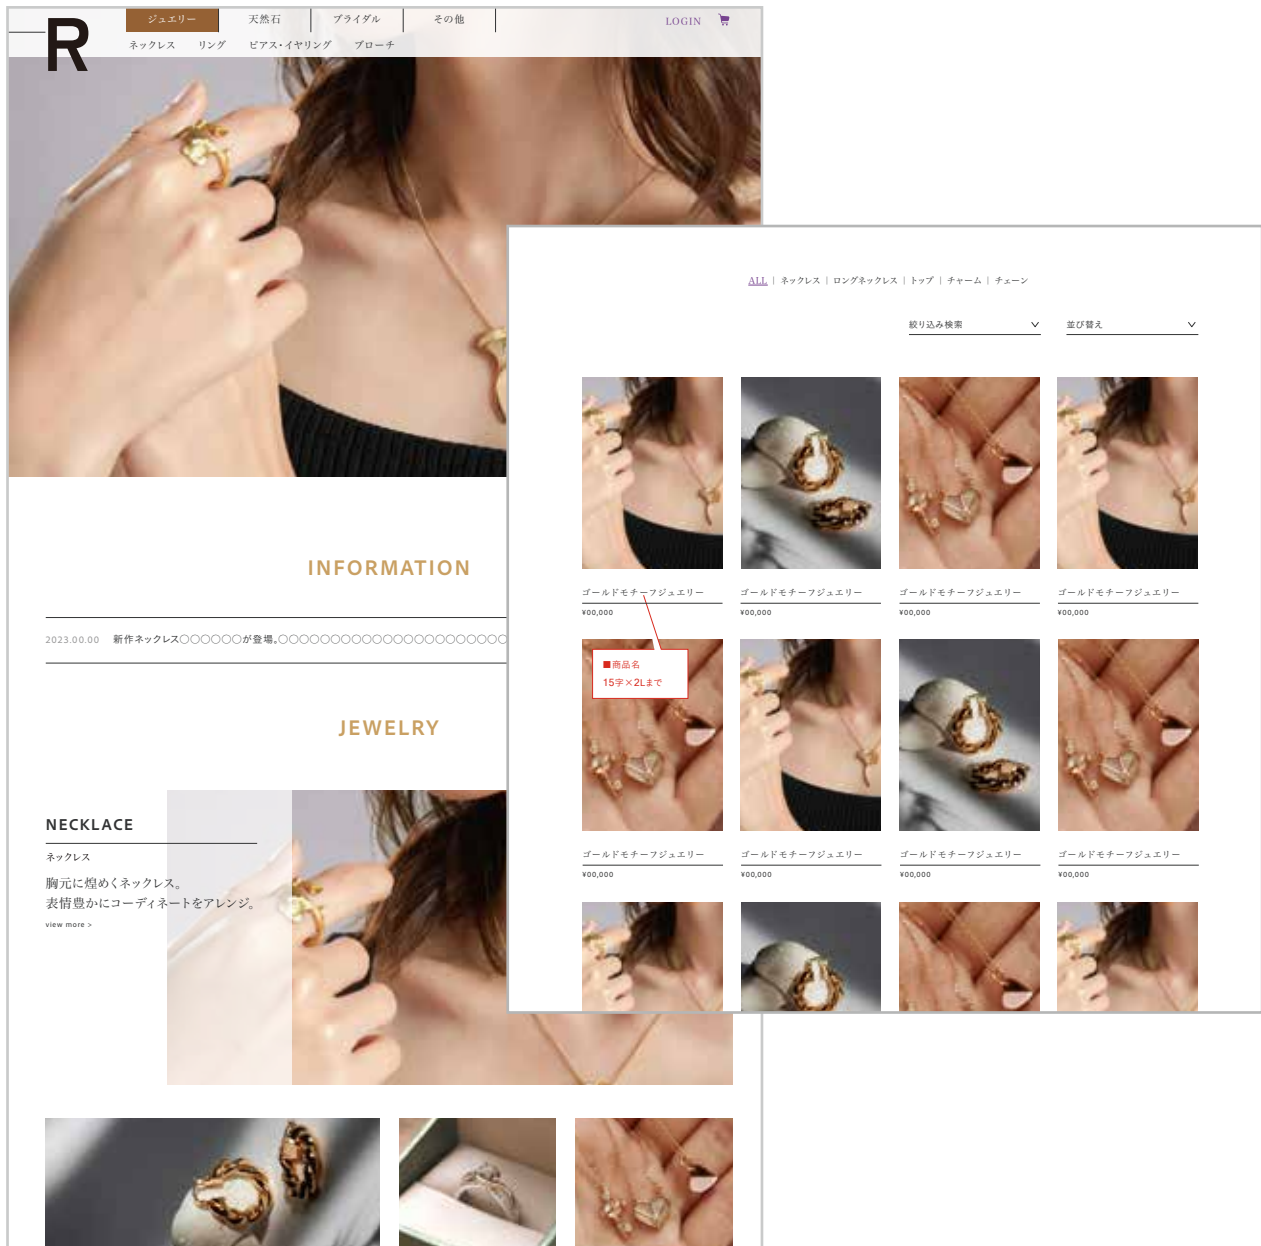 R
ジュエリー
天然石
ブライダル
その他
LOGIN
ネックレス
リング
ピアス・イヤリング
ブローチ
INFORMATION
2023.00.00 新作ネックレス○○○○○○が登場。○○○○○○○○○○○○○○○○○○○○○○
JEWELRY
NECKLACE
ネックレス
胸元に煌めくネックレス。
表情豊かにコーディネートをアレンジ。
view more >
ALL | ネックレス | ロングネックレス | トップ | チャーム | チェーン
絞り込み検索
並び替え
ゴールドモチーフジュエリー
¥00,000
ゴールドモチーフジュエリー
¥00,000
ゴールドモチーフジュエリー
¥00,000
ゴールドモチーフジュエリー
¥00,000
■商品名
15字×2Lまで
ゴールドモチーフジュエリー
¥00,000
ゴールドモチーフジュエリー
¥00,000
ゴールドモチーフジュエリー
¥00,000
ゴールドモチーフジュエリー
¥00,000